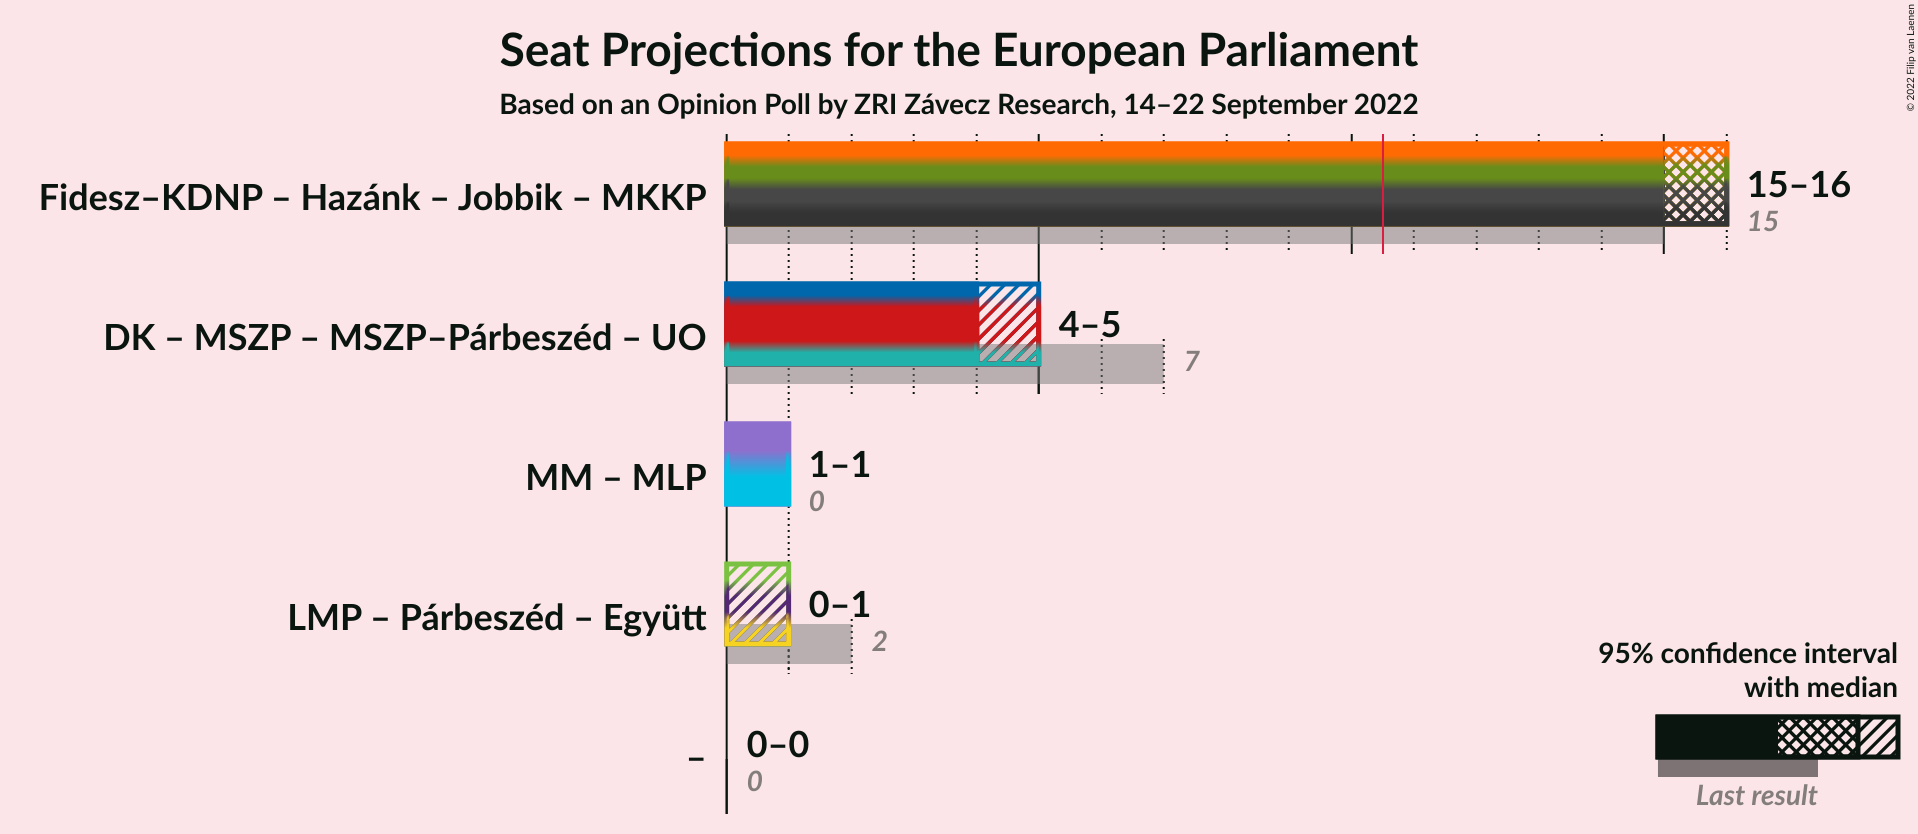 Seat Projections for the European Parliament
Based on an Opinion Poll by ZRI Závecz Research, 14–22 September 2022
© 2022 Filip van Laenen
Fidesz–KDNP – Hazánk – Jobbik – MKKP
15–16
15
DK – MSZP – MSZP–Párbeszéd – UO
4–5
7
MM – MLP
1–1
0
LMP – Párbeszéd – Együtt
0–1
2
–
0–0
0
95% confidence interval
with median
Last result